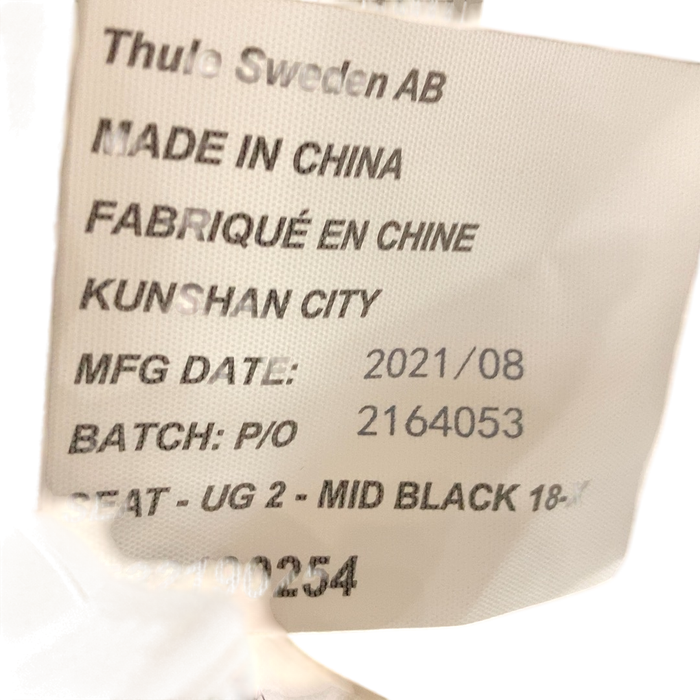 Thule Sweden AB
MADE IN CHINA
FABRIQUÉ EN CHINE
KUNSHAN CITY
MFG DATE: 2021/08
BATCH: P/O 2164053
SEAT - UG 2 - MID BLACK